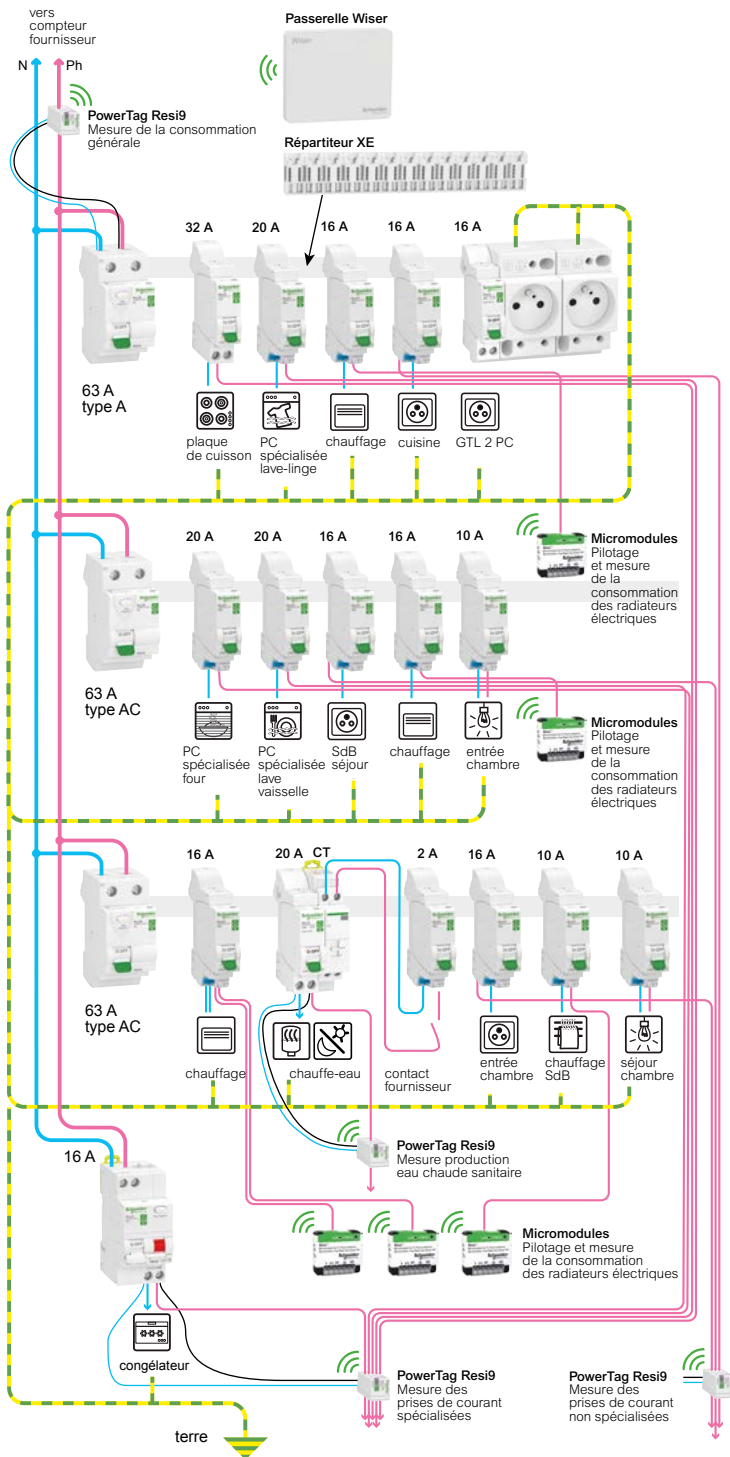 vers
compteur
fournisseur
N
Ph
Passerelle Wiser
Wiser
Schneider
PowerTag Resi9
Mesure de la consommation
générale
Répartiteur XE
32 A
20 A
16 A
16 A
16 A
63 A
type A
plaque
de cuisson
PC
spécialisée
lave-linge
chauffage
cuisine
GTL 2 PC
20 A
20 A
16 A
16 A
10 A
Micromodules
Pilotage
et mesure
de la
consommation
des radiateurs
électriques
63 A
type AC
PC
spécialisée
four
PC
spécialisée
lave
vaisselle
SdB
séjour
chauffage
entrée
chambre
Micromodules
Pilotage
et mesure
de la
consommation
des radiateurs
électriques
16 A
20 A
CT
2 A
16 A
10 A
10 A
63 A
type AC
chauffage
chauffe-eau
contact
fournisseur
entrée
chambre
chauffage
SdB
séjour
chambre
16 A
PowerTag Resi9
Mesure production
eau chaude sanitaire
Micromodules
Pilotage et mesure
de la consommation
des radiateurs électriques
congélateur
PowerTag Resi9
Mesure des
prises de courant
spécialisées
PowerTag Resi9
Mesure des
prises de courant
non spécialisées
terre